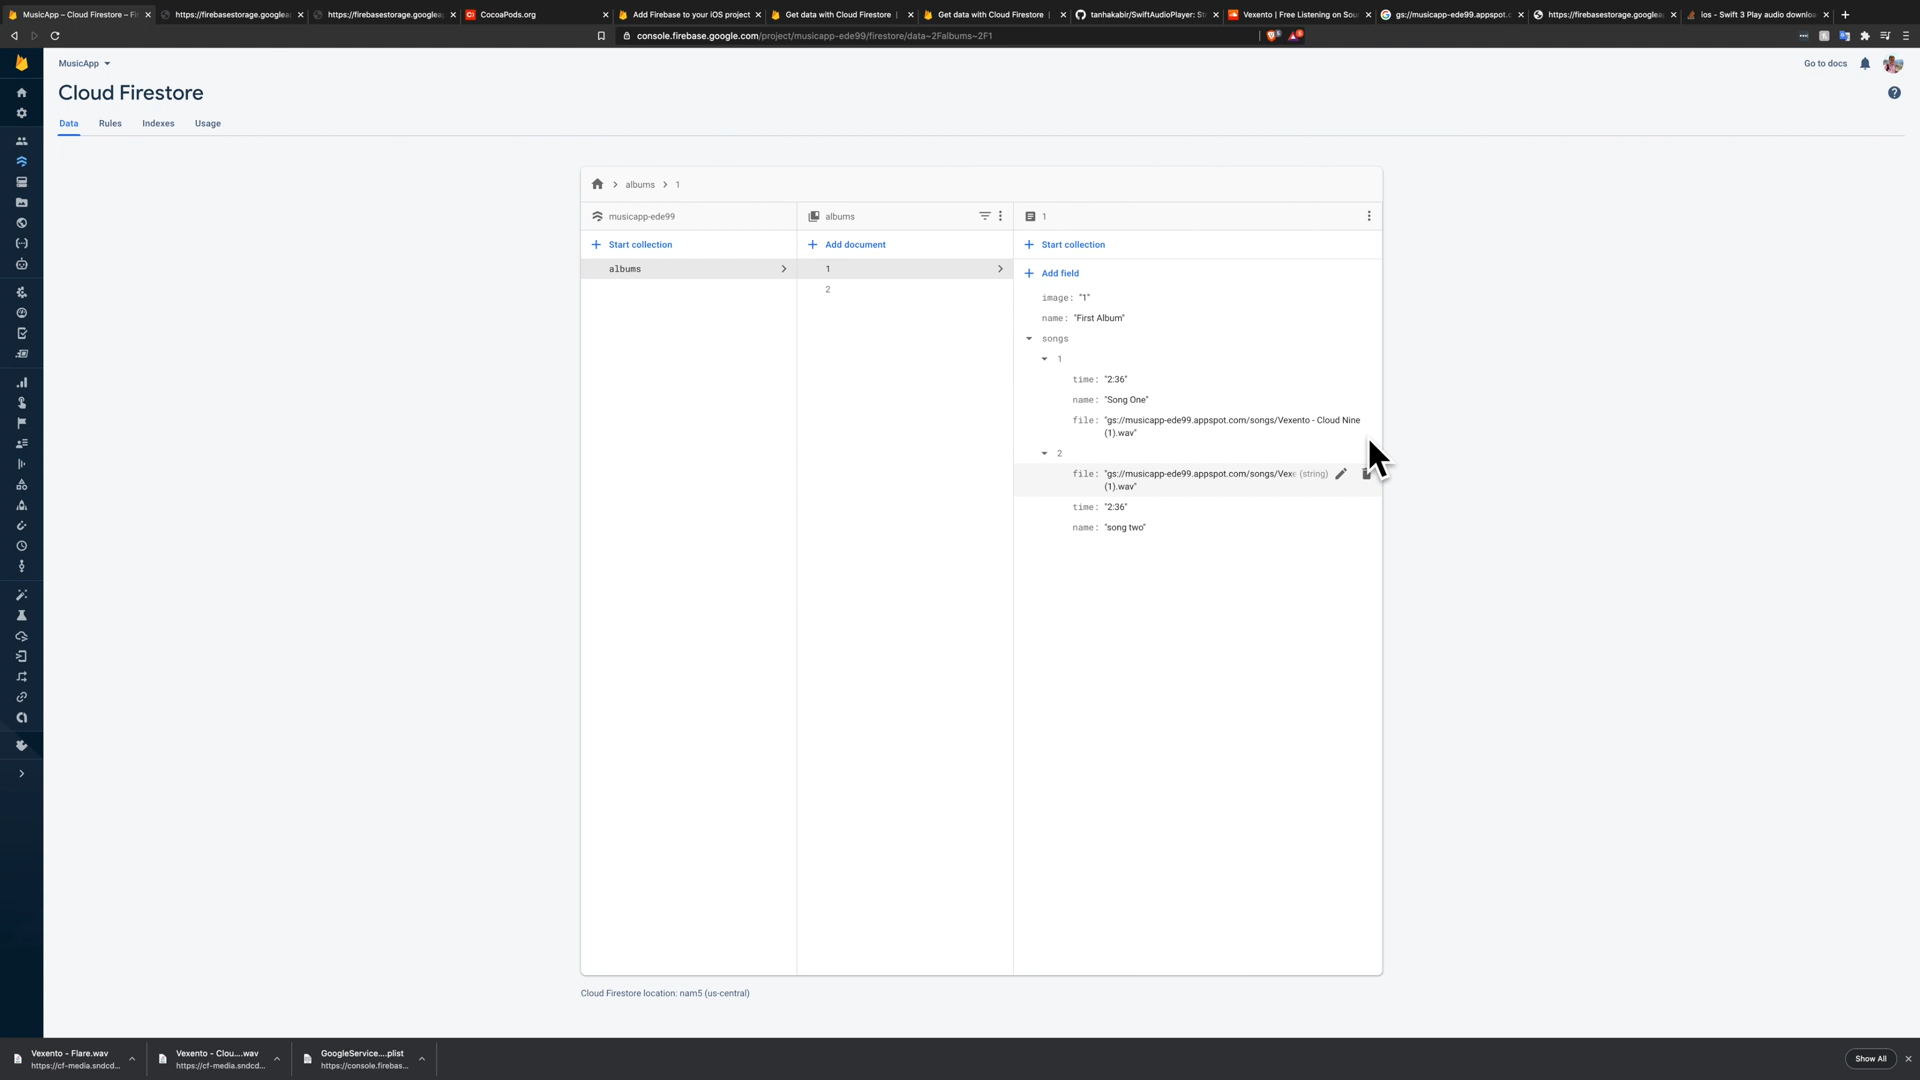 MusicApp – Cloud Firestore – Fi
https://firebasestorage.googlea
https://firebasestorage.googlea
CocoaPods.org
Add Firebase to your iOS project
Get data with Cloud Firestore |
Get data with Cloud Firestore |
tanhakabir/SwiftAudioPlayer: St
Vexento | Free Listening on Sou
gs://musicapp-ede99.appspot.c
https://firebasestorage.googlea
ios - Swift 3 Play audio downloa
console.firebase.google.com/project/musicapp-ede99/firestore/data~2Falbums~2F1
MusicApp
Go to docs
Cloud Firestore
Data
Rules
Indexes
Usage
albums
1
musicapp-ede99
albums
1
Start collection
Add document
Start collection
albums
1
2
Add field
image: "1"
name: "First Album"
songs
1
time: "2:36"
name: "Song One"
file: "gs://musicapp-ede99.appspot.com/songs/Vexento - Cloud Nine
(1).wav"
2
file: "gs://musicapp-ede99.appspot.com/songs/Vexe (string)
(1).wav"
time: "2:36"
name: "song two"
Cloud Firestore location: nam5 (us-central)
Vexento - Flare.wav
https://cf-media.sndcd...
Vexento - Clou....wav
https://cf-media.sndcd...
GoogleService....plist
https://console.firebas...
Show All